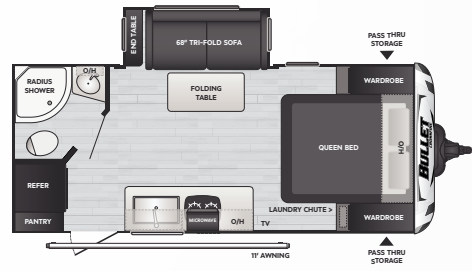 END TABLE
68" TRI-FOLD SOFA
PASS THRU
STORAGE
O/H
RADIUS
SHOWER
WARDROBE
FOLDING
TABLE
QUEEN BED
O/H
BULLET
REFER
PANTRY
MICROWAVE
O/H
LAUNDRY CHUTE >
TV
WARDROBE
11' AWNING
PASS THRU
STORAGE